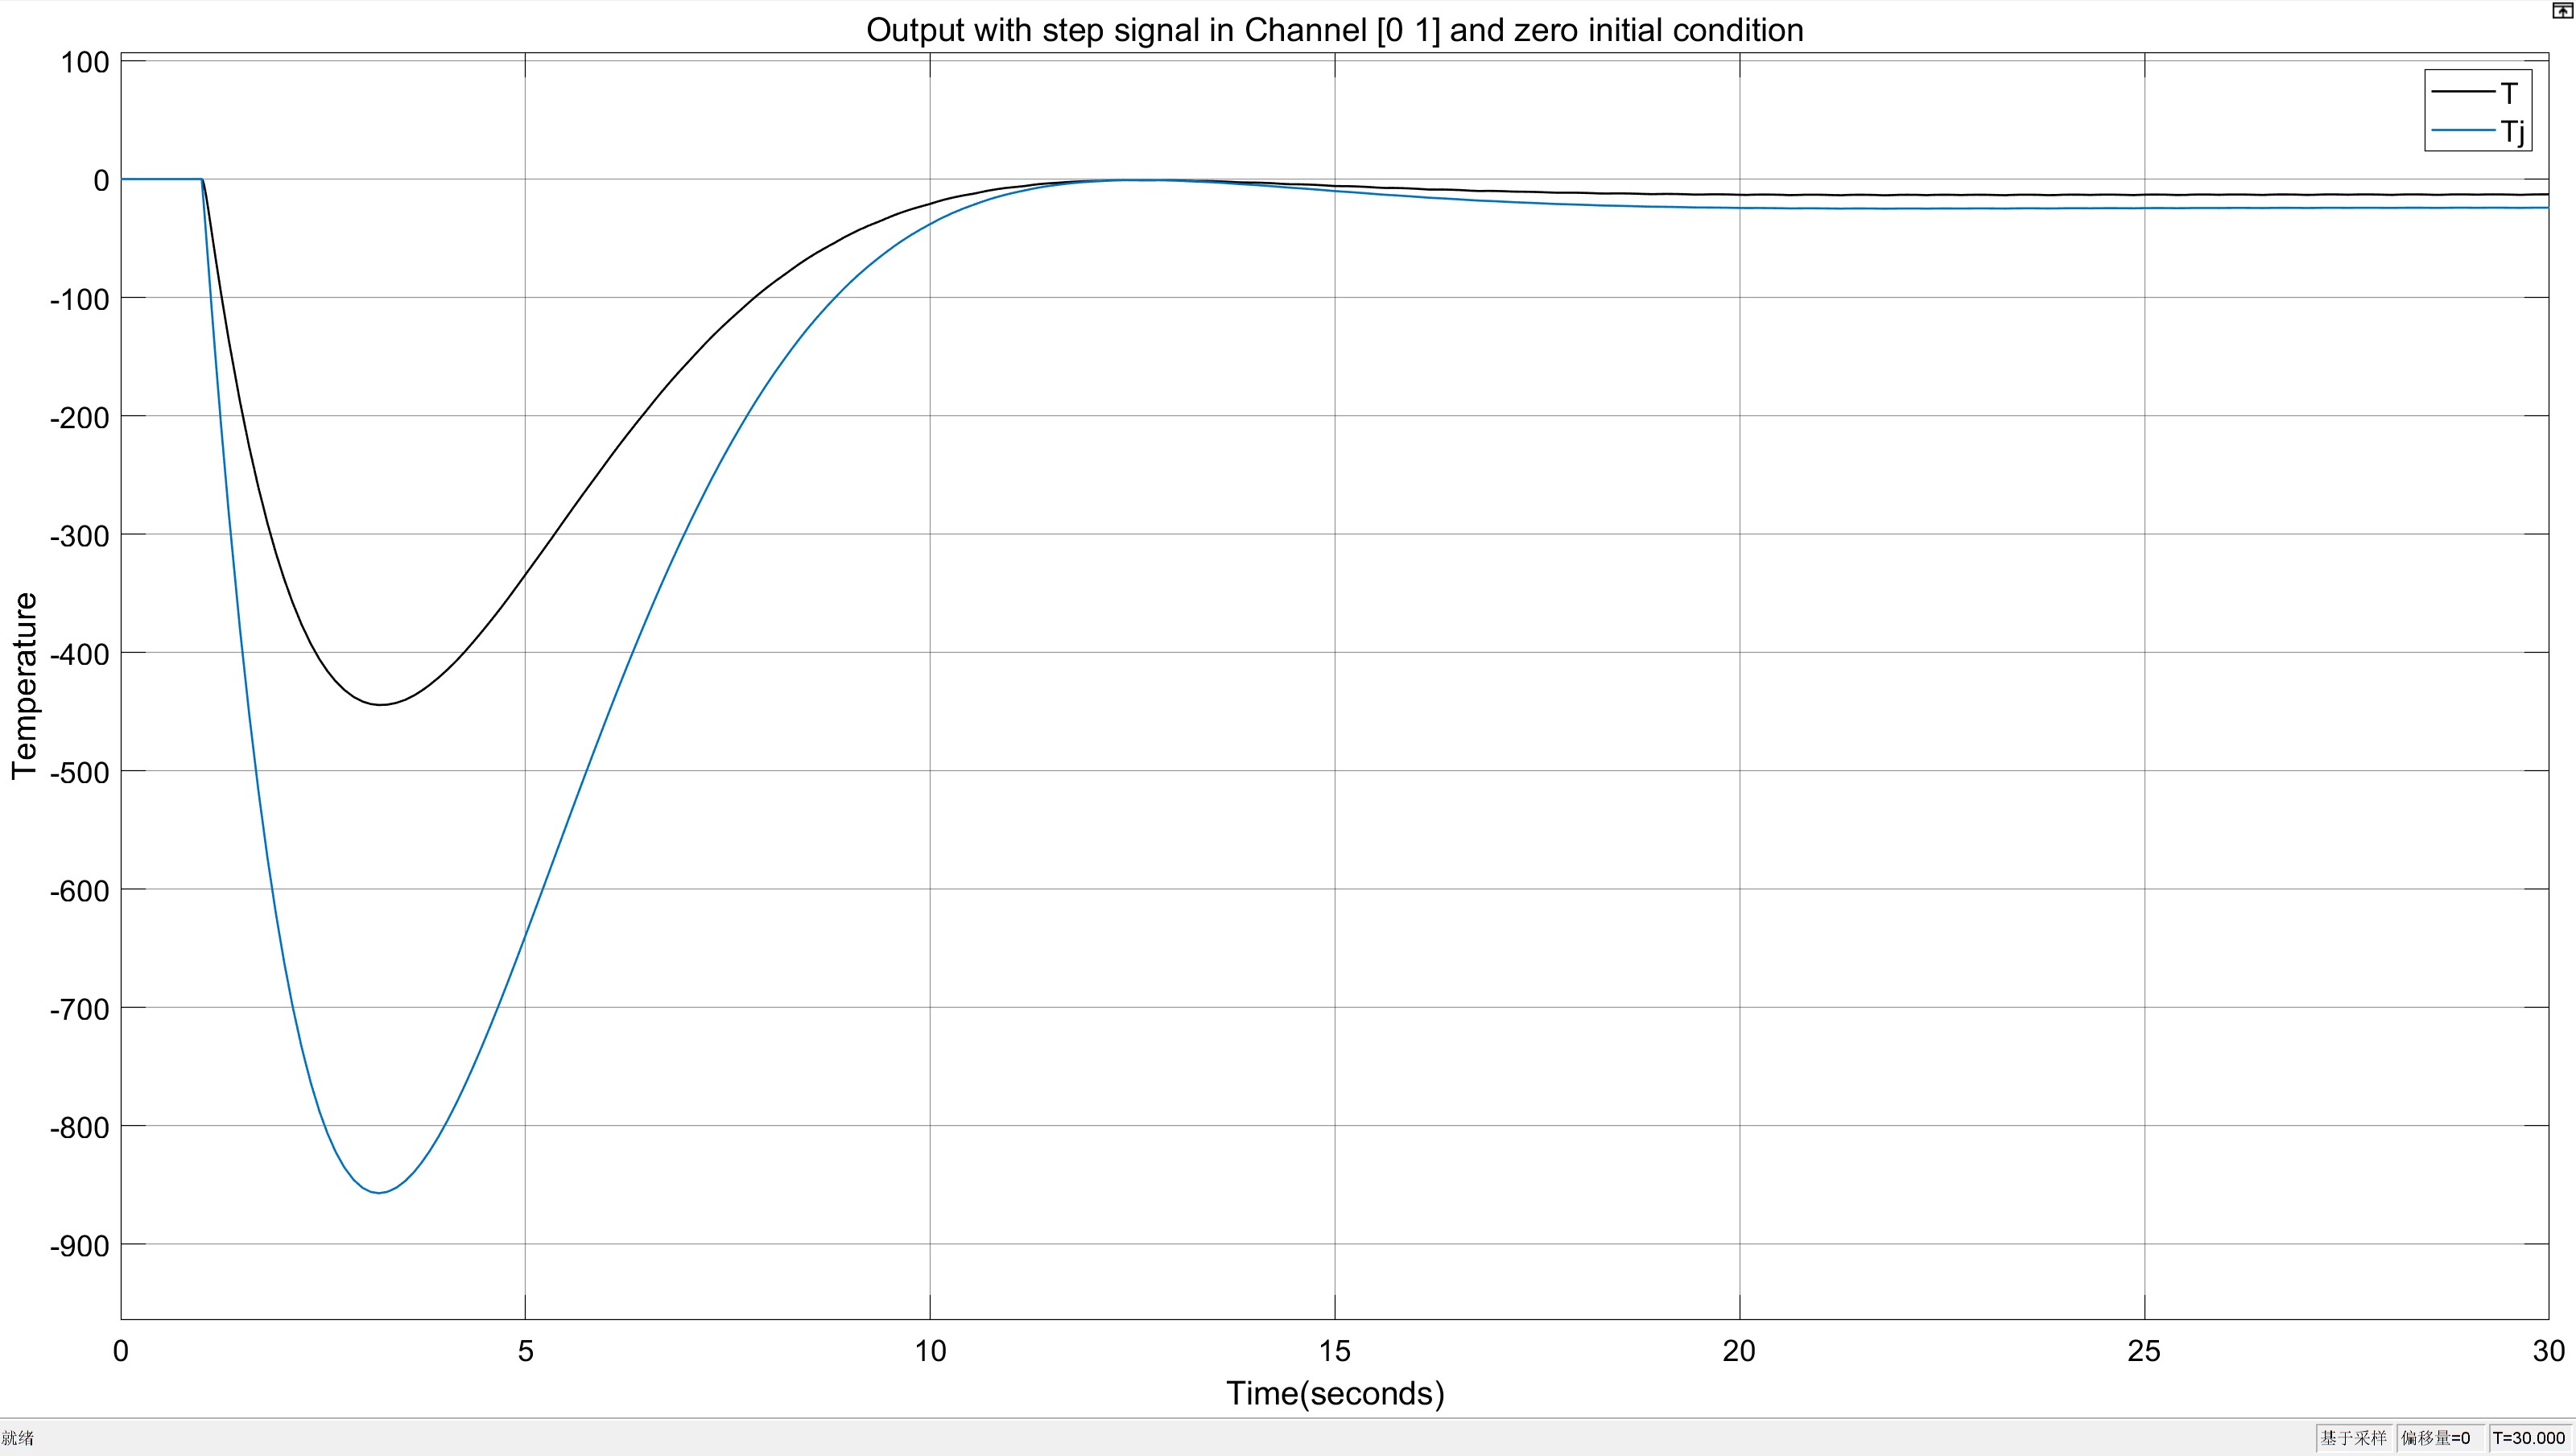 Output with step signal in Channel [0 1] and zero initial condition
T
Tj
100
0
-100
-200
-300
-400
-500
-600
-700
-800
-900
Temperature
0 5 10 15 20 25 30
Time(seconds)
就绪 基于采样 偏移量=0 T=30.000